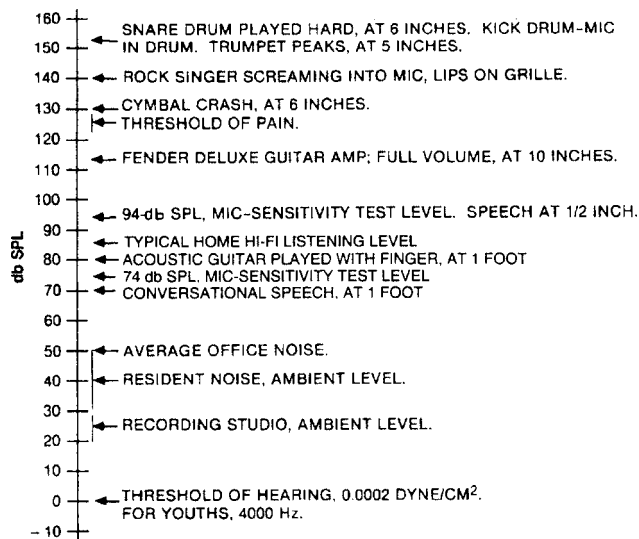 160
SNARE DRUM PLAYED HARD, AT 6 INCHES. KICK DRUM-MIC
IN DRUM. TRUMPET PEAKS, AT 5 INCHES.
150
140 ROCK SINGER SCREAMING INTO MIC, LIPS ON GRILLE.
130 CYMBAL CRASH, AT 6 INCHES.
THRESHOLD OF PAIN.
120
110
FENDER DELUXE GUITAR AMP; FULL VOLUME, AT 10 INCHES.
100
94-db SPL, MIC-SENSITIVITY TEST LEVEL. SPEECH AT 1/2 INCH.
90
TYPICAL HOME HI-FI LISTENING LEVEL
80 ACOUSTIC GUITAR PLAYED WITH FINGER, AT 1 FOOT
74 db SPL, MIC-SENSITIVITY TEST LEVEL
70 CONVERSATIONAL SPEECH, AT 1 FOOT
60
50 AVERAGE OFFICE NOISE.
40 RESIDENT NOISE, AMBIENT LEVEL.
30
RECORDING STUDIO, AMBIENT LEVEL.
20
10
0 THRESHOLD OF HEARING, 0.0002 DYNE/CM².
FOR YOUTHS, 4000 Hz.
-10
db SPL